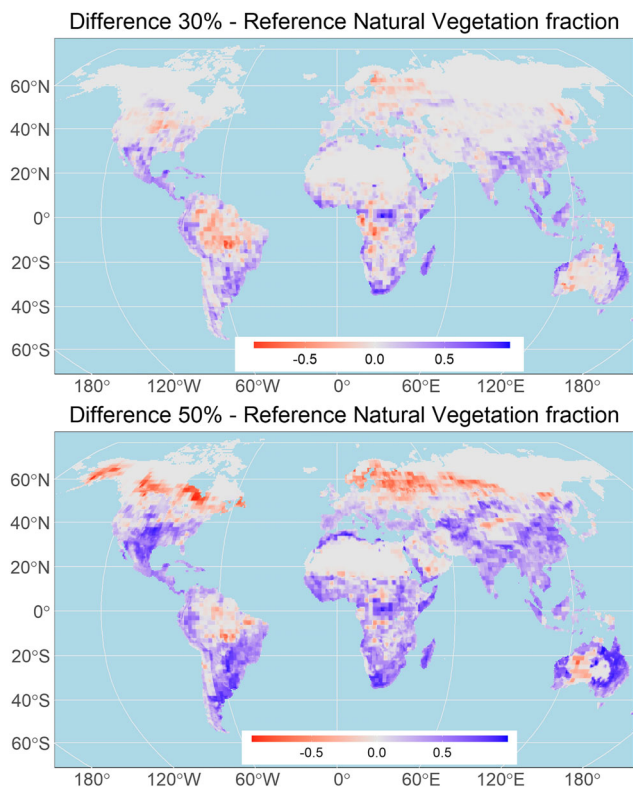 Difference 30% - Reference Natural Vegetation fraction
60°N
40°N
20°N
0°
20°S
40°S
60°S
-0.5 0.0 0.5
180° 120°W 60°W 0° 60°E 120°E 180°
Difference 50% - Reference Natural Vegetation fraction
60°N
40°N
20°N
0°
20°S
40°S
60°S
-0.5 0.0 0.5
180° 120°W 60°W 0° 60°E 120°E 180°